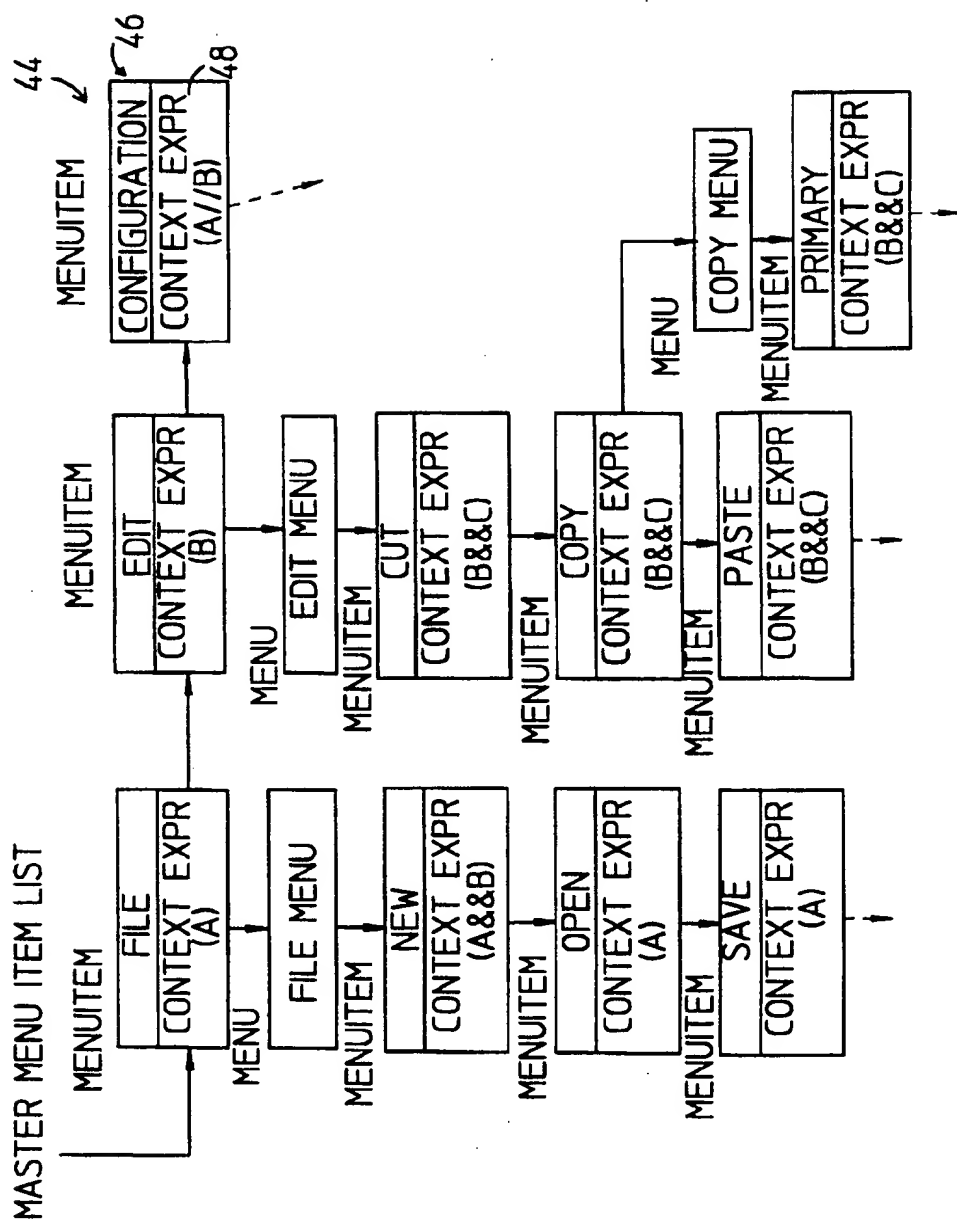 MASTER MENU ITEM LIST
44
46
48
MENUITEM
FILE
CONTEXT EXPR
(A)
MENU
FILE MENU
MENUITEM
NEW
CONTEXT EXPR
(A&&B)
MENUITEM
OPEN
CONTEXT EXPR
(A)
MENUITEM
SAVE
CONTEXT EXPR
(A)
MENUITEM
EDIT
CONTEXT EXPR
(B)
MENU
EDIT MENU
MENUITEM
CUT
CONTEXT EXPR
(B&&C)
MENUITEM
COPY
CONTEXT EXPR
(B&&C)
MENUITEM
PASTE
CONTEXT EXPR
(B&&C)
MENU
COPY MENU
MENUITEM
PRIMARY
CONTEXT EXPR
(B&&C)
MENUITEM
CONFIGURATION
CONTEXT EXPR
(A//B)